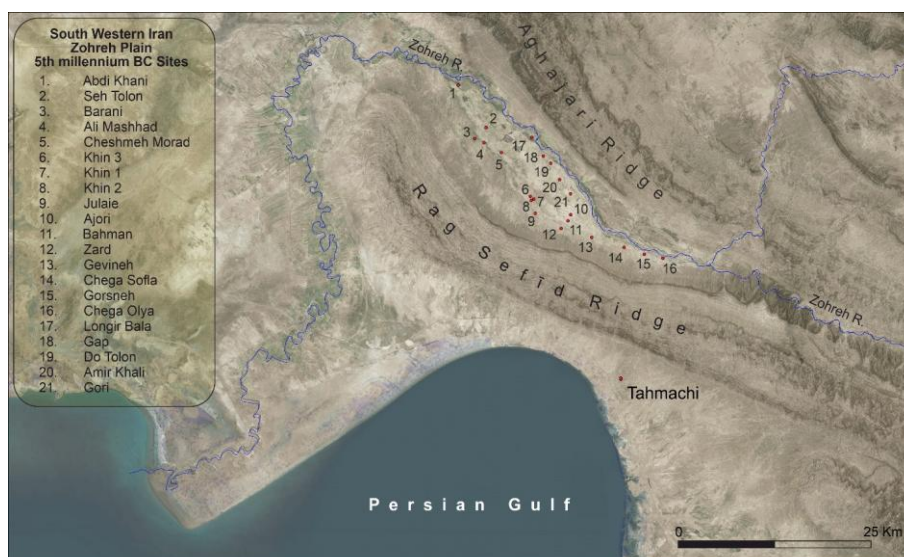 South Western Iran
Zohreh Plain
5th millennium BC Sites
1. Abdi Khani
2. Seh Tolon
3. Barani
4. Ali Mashhad
5. Cheshmeh Morad
6. Khin 3
7. Khin 1
8. Khin 2
9. Julaie
10. Ajori
11. Bahman
12. Zard
13. Gevineh
14. Chega Sofla
15. Gorsneh
16. Chega Olya
17. Longir Bala
18. Gap
19. Do Tolon
20. Amir Khali
21. Gori
Zohreh R.
Aghajari Ridge
1
2
3
4
5
17
18
19
20
21
6
7
8
9
10
11
12
13
14
15
16
Rag Sefid Ridge
Zohreh R.
Tahmachi
Persian Gulf
0 25 Km